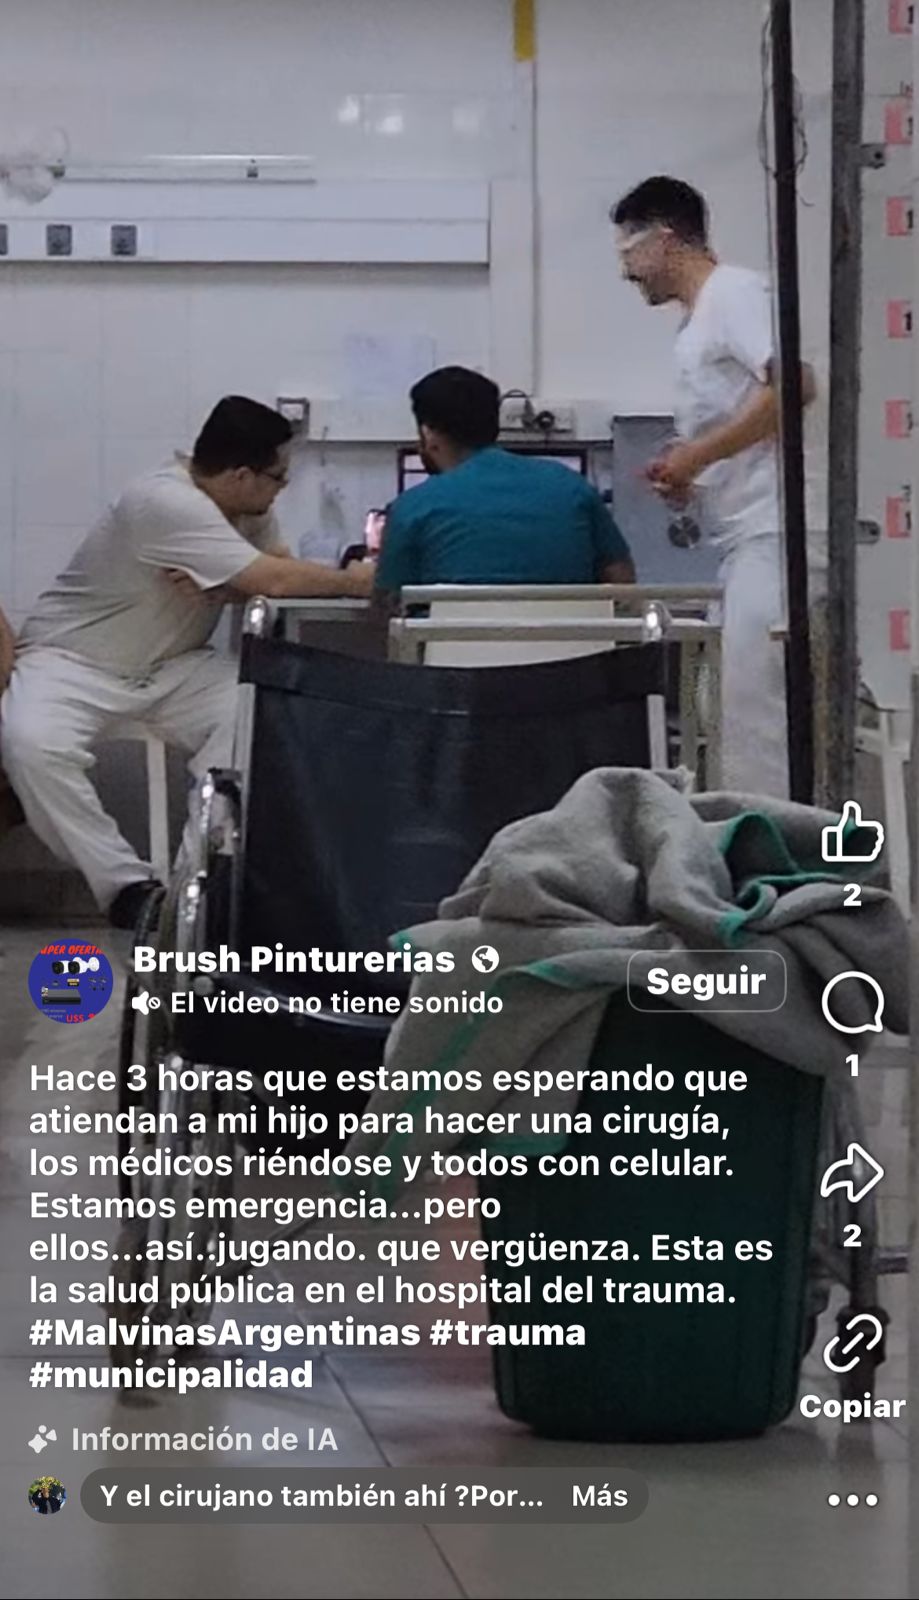 SUPER OFERTA
U$S
Brush Pinturerias
El video no tiene sonido
Seguir
Hace 3 horas que estamos esperando que
atiendan a mi hijo para hacer una cirugía,
los médicos riéndose y todos con celular.
Estamos emergencia...pero
ellos...así..jugando. que vergüenza. Esta es
la salud pública en el hospital del trauma.
#MalvinasArgentinas #trauma
#municipalidad
Información de IA
Y el cirujano también ahí ?Por... Más
2
1
2
Copiar